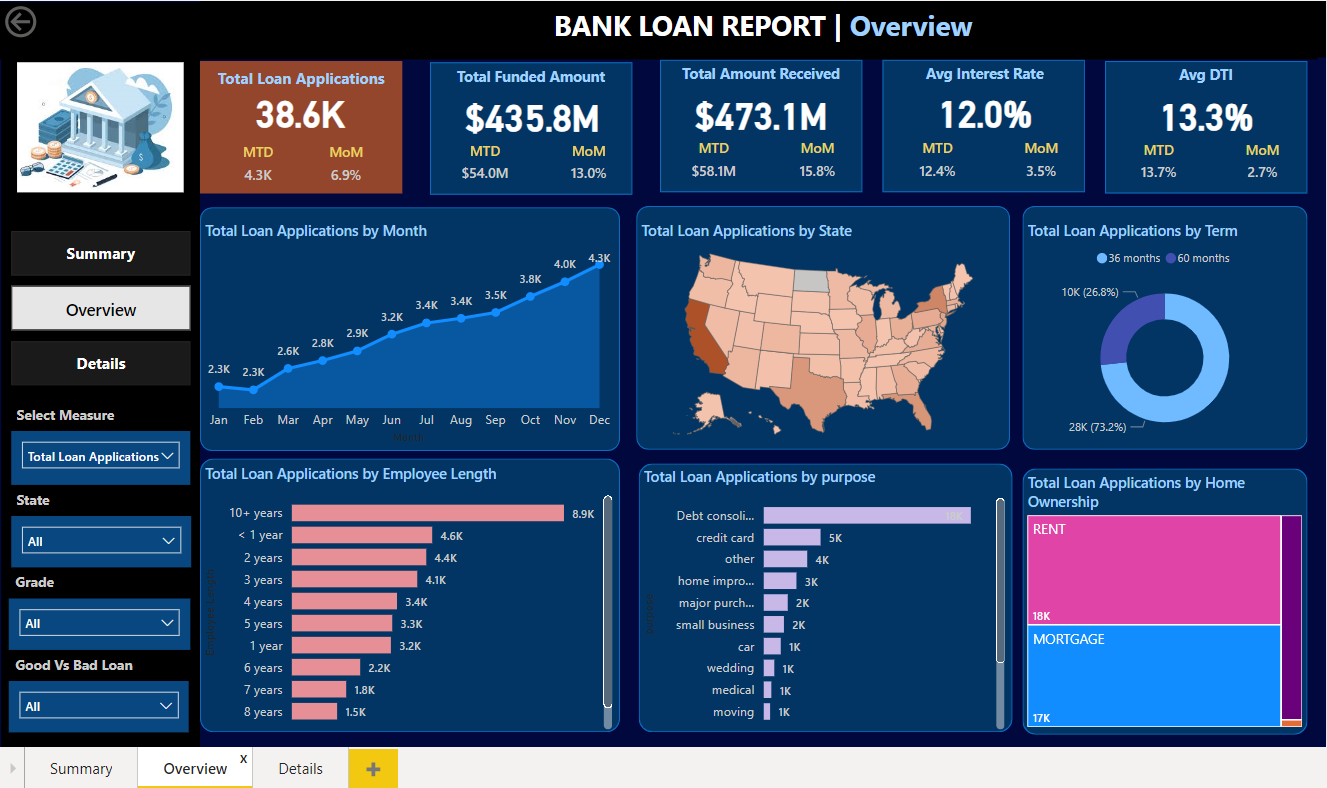 BANK LOAN REPORT | Overview
Total Loan Applications
38.6K
MTD MoM
4.3K 6.9%
Total Funded Amount
$435.8M
MTD MoM
$54.0M 13.0%
Total Amount Received
$473.1M
MTD MoM
$58.1M 15.8%
Avg Interest Rate
12.0%
MTD MoM
12.4% 3.5%
Avg DTI
13.3%
MTD MoM
13.7% 2.7%
Summary
Overview
Details
Select Measure
Total Loan Applications
State
All
Grade
All
Good Vs Bad Loan
All
Total Loan Applications by Month
2.3K 2.3K 2.6K 2.8K 2.9K 3.2K 3.4K 3.4K 3.5K 3.8K 4.0K 4.3K
Jan Feb Mar Apr May Jun Jul Aug Sep Oct Nov Dec
Month
Total Loan Applications by State
Total Loan Applications by Term
36 months 60 months
10K (26.8%)
28K (73.2%)
Total Loan Applications by Employee Length
10+ years 8.9K
< 1 year 4.6K
2 years 4.4K
3 years 4.1K
4 years 3.4K
5 years 3.3K
1 year 3.2K
6 years 2.2K
7 years 1.8K
8 years 1.5K
Total Loan Applications by purpose
Debt consoli... 18K
credit card 5K
other 4K
home impro... 3K
major purch... 2K
small business 2K
car 1K
wedding 1K
medical 1K
moving 1K
Total Loan Applications by Home
Ownership
RENT
18K
MORTGAGE
17K
Summary
Overview x
Details
+